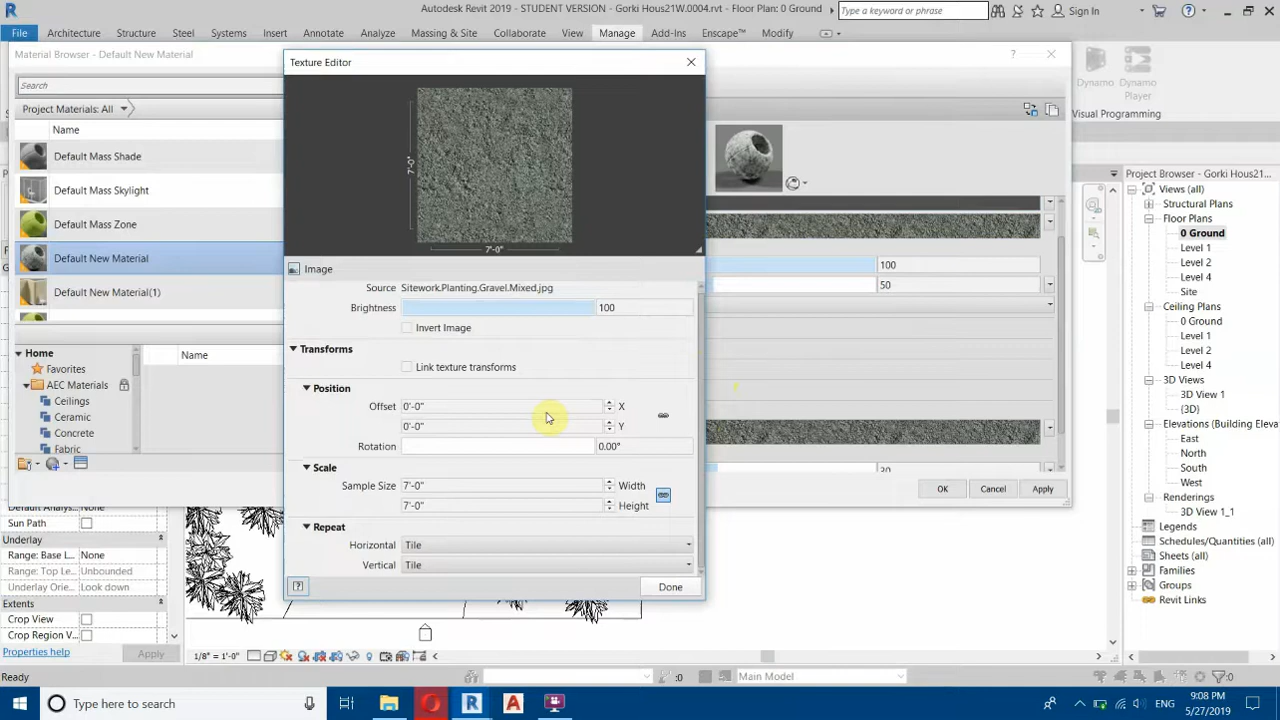 Autodesk Revit 2019 - STUDENT VERSION - Gorki Hous21W.0004.rvt - Floor Plan: 0 Ground
Type a keyword or phrase
Sign In
File
Architecture
Structure
Steel
Systems
Insert
Annotate
Analyze
Massing & Site
Collaborate
View
Manage
Add-Ins
Enscape™
Modify
Material Browser - Default New Material
Search
Project Materials: All
Name
Default Mass Shade
Default Mass Skylight
Default Mass Zone
Default New Material
Default New Material(1)
Home
Favorites
AEC Materials
Ceilings
Ceramic
Concrete
Fabric
Name
Texture Editor
7'-0"
7'-0"
Image
Source Sitework.Planting.Gravel.Mixed.jpg
Brightness 100
Invert Image
Transforms
Link texture transforms
Position
Offset 0'-0" X
0'-0" Y
Rotation 0.00°
Scale
Sample Size 7'-0" Width
7'-0" Height
Repeat
Horizontal Tile
Vertical Tile
Done
100
50
OK Cancel Apply
Dynamo
Dynamo Player
Visual Programming
Project Browser - Gorki Hous21...
Views (all)
Structural Plans
Floor Plans
0 Ground
Level 1
Level 2
Level 4
Site
Ceiling Plans
0 Ground
Level 1
Level 2
Level 4
3D Views
3D View 1
{3D}
Elevations (Building Eleva
East
North
South
West
Renderings
3D View 1_1
Legends
Schedules/Quantities (all)
Sheets (all)
Families
Groups
Revit Links
Default Analys...
Sun Path
Underlay
Range: Base L... None
Range: Top Level Unbounded
Underlay Orie... Look down
Extents
Crop View
Crop Region V...
Properties help
Apply
1/8" = 1'-0"
Ready
:0
Main Model
:0
Type here to search
ENG
9:08 PM
5/27/2019